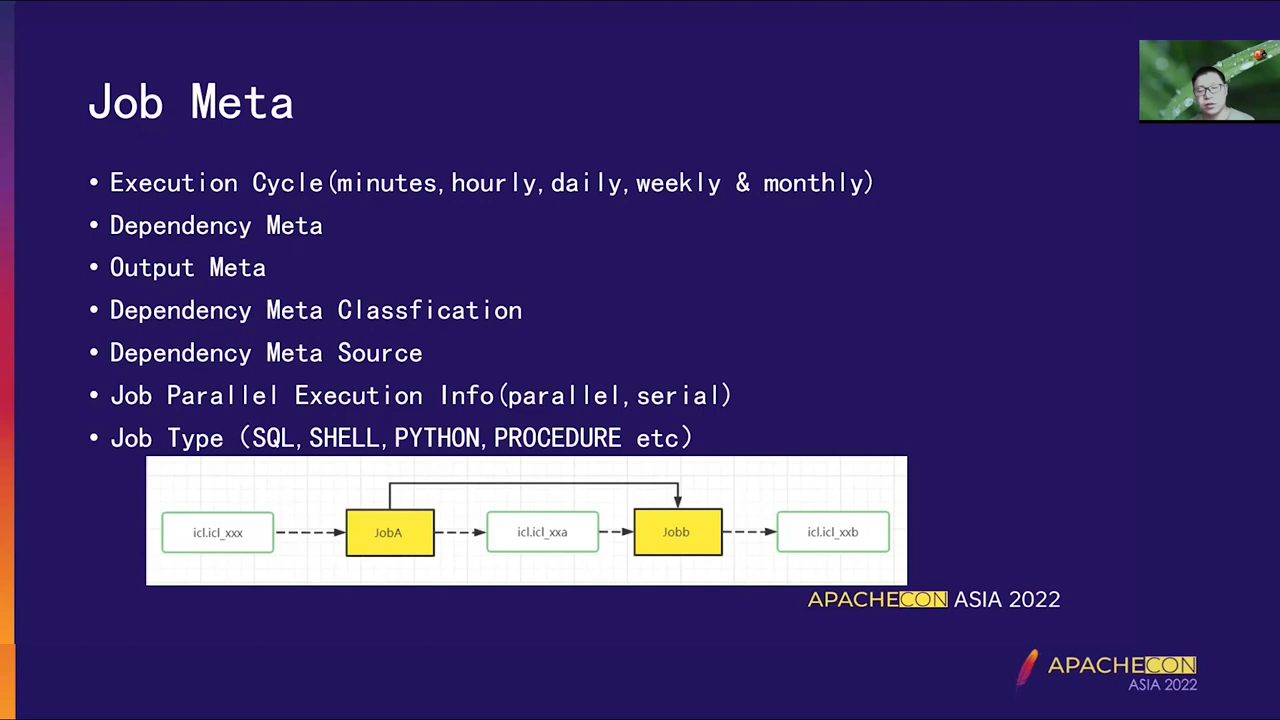 Job Meta
• Execution Cycle(minutes,hourly,daily,weekly & monthly)
• Dependency Meta
• Output Meta
• Dependency Meta Classfication
• Dependency Meta Source
• Job Parallel Execution Info(parallel,serial)
• Job Type（SQL,SHELL,PYTHON,PROCEDURE etc）
icl.icl_xxx JobA icl.icl_xxa Jobb icl.icl_xxb
APACHECON ASIA 2022
APACHECON
ASIA 2022